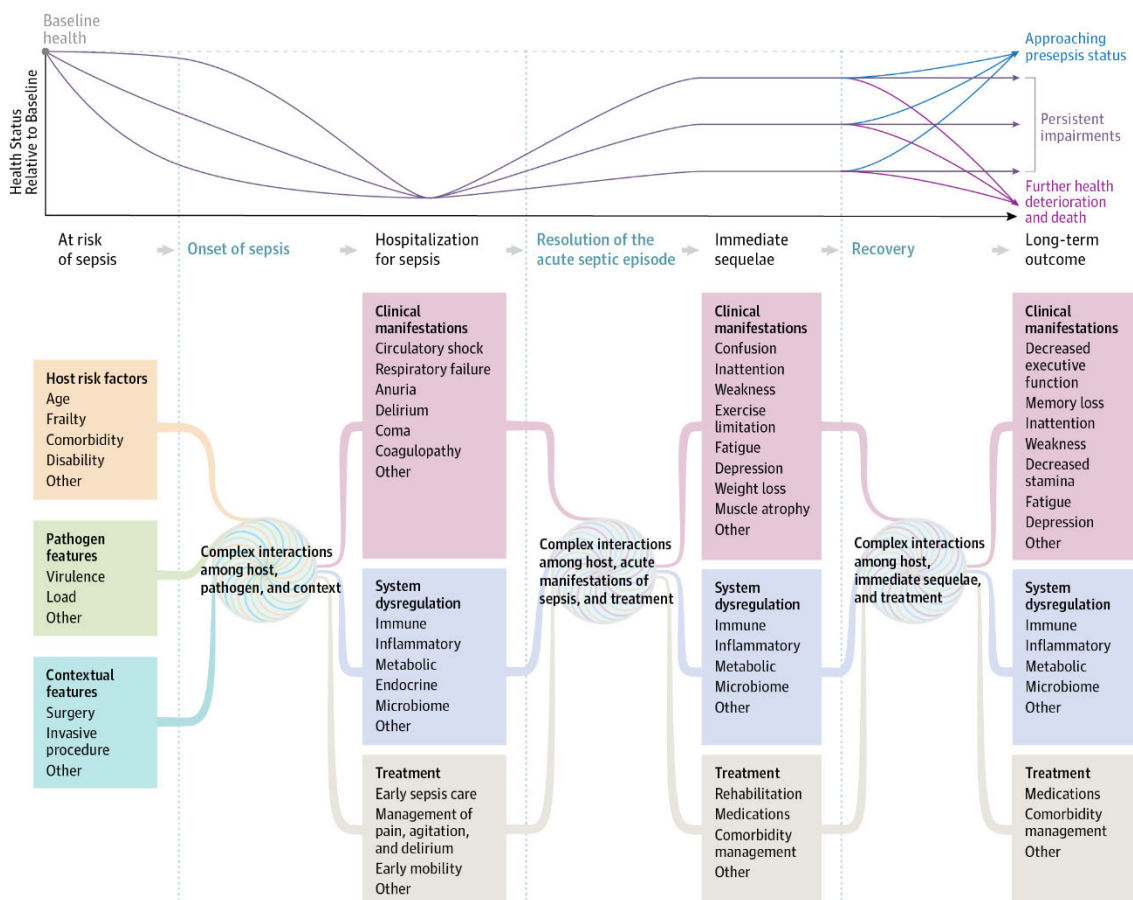 Baseline
health
Health Status
Relative to Baseline
Approaching
presepsis status
Persistent
impairments
Further health
deterioration
and death
At risk
of sepsis
Onset of sepsis
Hospitalization
for sepsis
Resolution of the
acute septic episode
Immediate
sequelae
Recovery
Long-term
outcome
Host risk factors
Age
Frailty
Comorbidity
Disability
Other
Pathogen
features
Virulence
Load
Other
Contextual
features
Surgery
Invasive
procedure
Other
Complex interactions
among host,
pathogen, and context
Clinical
manifestations
Circulatory shock
Respiratory failure
Anuria
Delirium
Coma
Coagulopathy
Other
System
dysregulation
Immune
Inflammatory
Metabolic
Endocrine
Microbiome
Other
Treatment
Early sepsis care
Management of
pain, agitation,
and delirium
Early mobility
Other
Complex interactions
among host, acute
manifestations of
sepsis, and treatment
Clinical
manifestations
Confusion
Inattention
Weakness
Exercise
limitation
Fatigue
Depression
Weight loss
Muscle atrophy
Other
System
dysregulation
Immune
Inflammatory
Metabolic
Microbiome
Other
Treatment
Rehabilitation
Medications
Comorbidity
management
Other
Complex interactions
among host,
immediate sequelae,
and treatment
Clinical
manifestations
Decreased
executive
function
Memory loss
Inattention
Weakness
Decreased
stamina
Fatigue
Depression
Other
System
dysregulation
Immune
Inflammatory
Metabolic
Microbiome
Other
Treatment
Medications
Comorbidity
management
Other